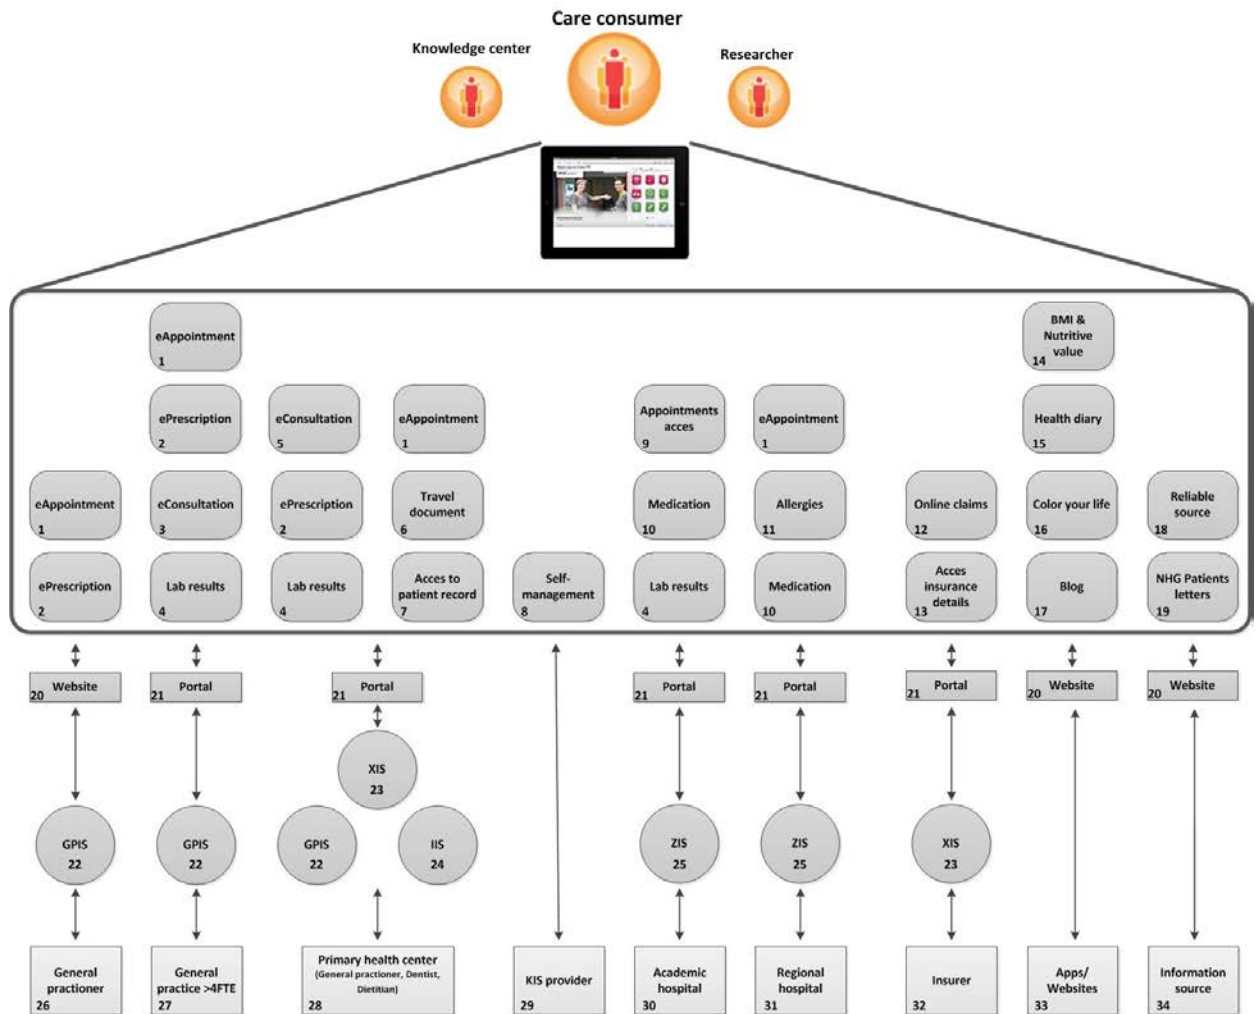 Care consumer
Knowledge center
Researcher
eAppointment
1
BMI &
Nutritive
value
14
ePrescription
2
eConsultation
5
eAppointment
1
Appointments
acces
9
eAppointment
1
Health diary
15
eAppointment
1
eConsultation
3
ePrescription
2
Travel
document
6
Medication
10
Allergies
11
Online claims
12
Color your life
16
Reliable
source
18
ePrescription
2
Lab results
4
Lab results
4
Acces to
patient record
7
Self-
management
8
Lab results
4
Medication
10
Acces
insurance
details
13
Blog
17
NHG Patients
letters
19
20 Website
21 Portal
21 Portal
21 Portal
21 Portal
21 Portal
20 Website
20 Website
XIS
23
GPIS
22
GPIS
22
GPIS
22
IIS
24
ZIS
25
ZIS
25
XIS
23
General
practioner
26
General
practice >4FTE
27
Primary health center
(General practioner, Dentist,
Dietitian)
28
KIS provider
29
Academic
hospital
30
Regional
hospital
31
Insurer
32
Apps/
Websites
33
Information
source
34